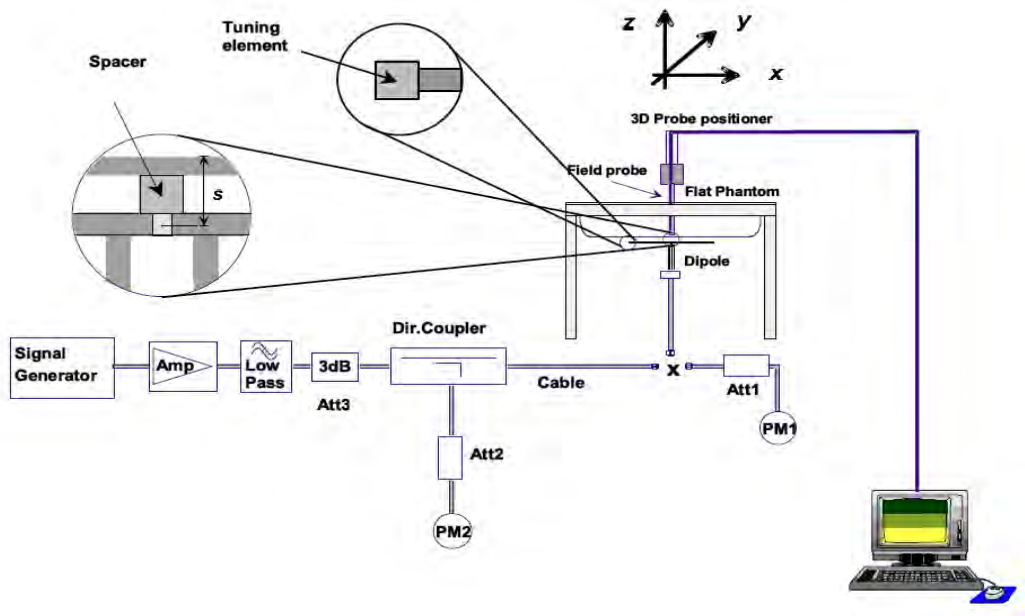 Tuning
element
Spacer
s
z
y
x
3D Probe positioner
Field probe
Flat Phantom
Dipole
Dir.Coupler
Signal
Generator
Amp
Low
Pass
3dB
Att3
Cable
x
Att1
PM1
Att2
PM2